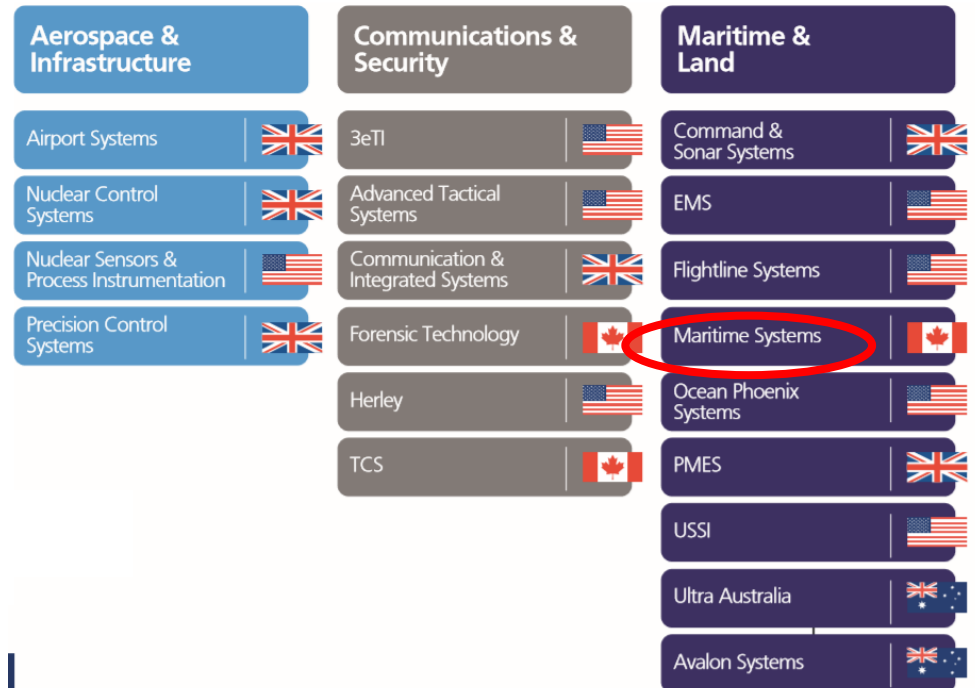 Aerospace &
Infrastructure
Airport Systems
Nuclear Control
Systems
Nuclear Sensors &
Process Instrumentation
Precision Control
Systems
Communications &
Security
3eTI
Advanced Tactical
Systems
Communication &
Integrated Systems
Forensic Technology
Herley
TCS
Maritime &
Land
Command &
Sonar Systems
EMS
Flightline Systems
Maritime Systems
Ocean Phoenix
Systems
PMES
USSI
Ultra Australia
Avalon Systems